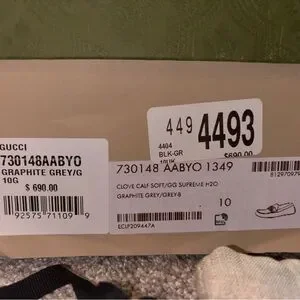 GUCCI
730148AABYO
GRAPHITE GREY/G
10G
$ 690.00
92575 71109 9
449 4493
4404
BLK-GR
$690.00
730148 AABYO 1349
CLOVE CALF SOFT/GG SUPREME H2O
GRAPHITE GREY/GREY-B
10
ECLP209447A